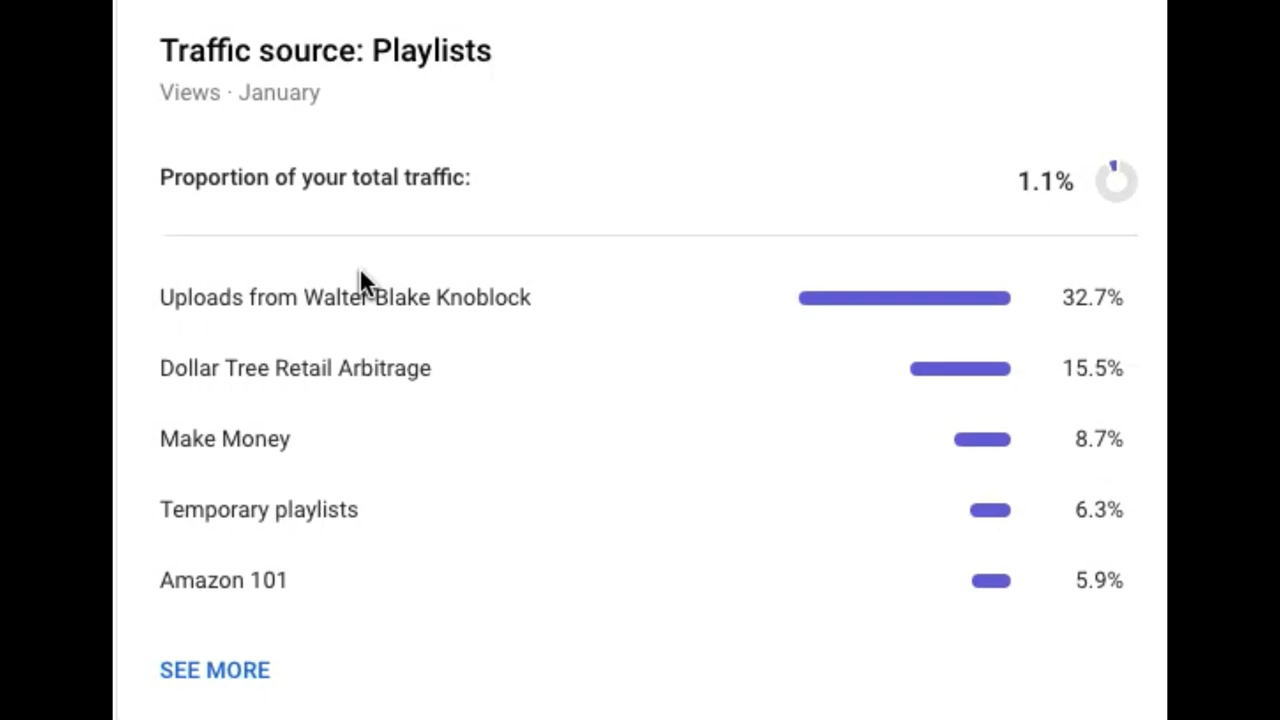 Traffic source: Playlists
Views · January
Proportion of your total traffic: 1.1%
Uploads from Walter Blake Knoblock 32.7%
Dollar Tree Retail Arbitrage 15.5%
Make Money 8.7%
Temporary playlists 6.3%
Amazon 101 5.9%
SEE MORE